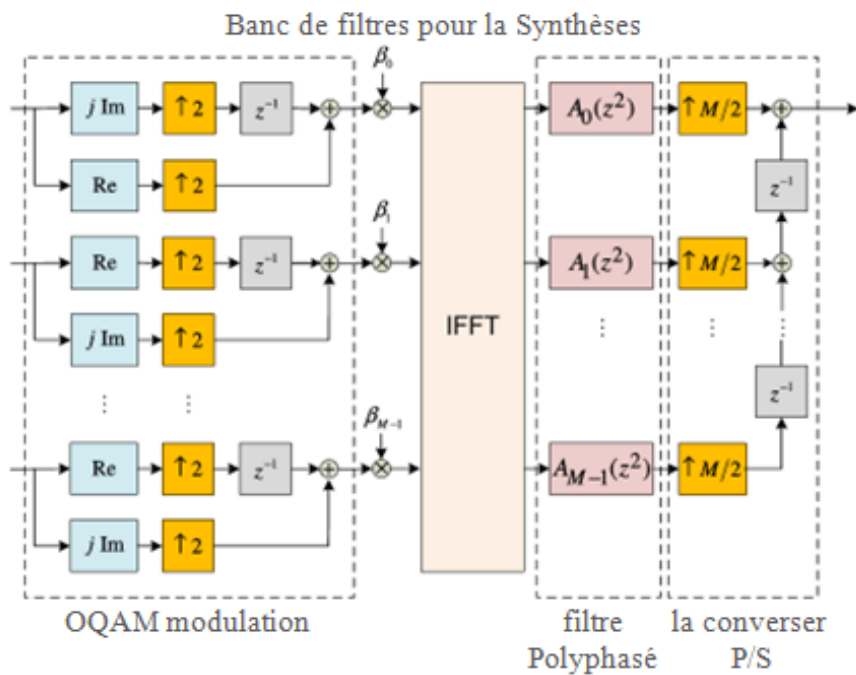 Banc de filtres pour la Synthèses
β₀
j Im ↑2 z⁻¹ + × A₀(z²) ↑M/2 +
Re ↑2 z⁻¹
β₁
Re ↑2 z⁻¹ + × A₁(z²) ↑M/2 +
j Im ↑2 ⋮ ⋮ ⋮
IFFT
⋮ ⋮ z⁻¹
β_{M−1}
Re ↑2 z⁻¹ + × A_{M−1}(z²) ↑M/2
j Im ↑2
OQAM modulation filtre la converser
Polyphasé P/S